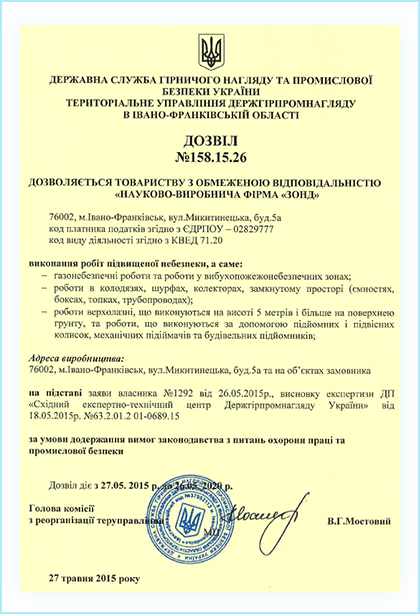 ДЕРЖАВНА СЛУЖБА ГІРНИЧОГО НАГЛЯДУ ТА ПРОМИСЛОВОЇ
БЕЗПЕКИ УКРАЇНИ
ТЕРИТОРІАЛЬНЕ УПРАВЛІННЯ ДЕРЖГІРПРОМНАГЛЯДУ
В ІВАНО-ФРАНКІВСЬКІЙ ОБЛАСТІ
ДОЗВІЛ
№158.15.26
ДОЗВОЛЯЄТЬСЯ ТОВАРИСТВУ З ОБМЕЖЕНОЮ ВІДПОВІДАЛЬНІСТЮ
«НАУКОВО-ВИРОБНИЧА ФІРМА «ЗОНД»
76002, м.Івано-Франківськ, вул.Микитинецька, буд.5а
код платника податків згідно з ЄДРПОУ – 02829777
код виду діяльності згідно з КВЕД 71.20
виконання робіт підвищеної небезпеки, а саме:
• газонебезпечні роботи та роботи у вибухопожежонебезпечних зонах;
• роботи в колодязях, шурфах, колекторах, замкнутому просторі (ємностях,
боксах, топках, трубопроводах);
• роботи верхолазні, що виконуються на висоті 5 метрів і більше на поверхнею
грунту, та роботи, що виконуються за допомогою підйомних і підвісних
колисок, механічних підіймачів та будівельних підйомників;
Адреса виробництва:
76002, м.Івано-Франківськ, вул.Микитинецька, буд.5а та на об’єктах замовника
на підставі заяви власника №1292 від 26.05.2015р., висновку експертизи ДП
«Східний експертно-технічний центр Держгірпромнагляду України» від
18.05.2015р. №63.2.01.2 01-0689.15
за умови додержання вимог законодавства з питань охорони праці та
промислової безпеки
Дозвіл діє з 27.05. 2015 р. до 26.05. 2020 р.
Голова комісії
з реорганізації теруправління
МП
В.Г.Мостовий
27 травня 2015 року